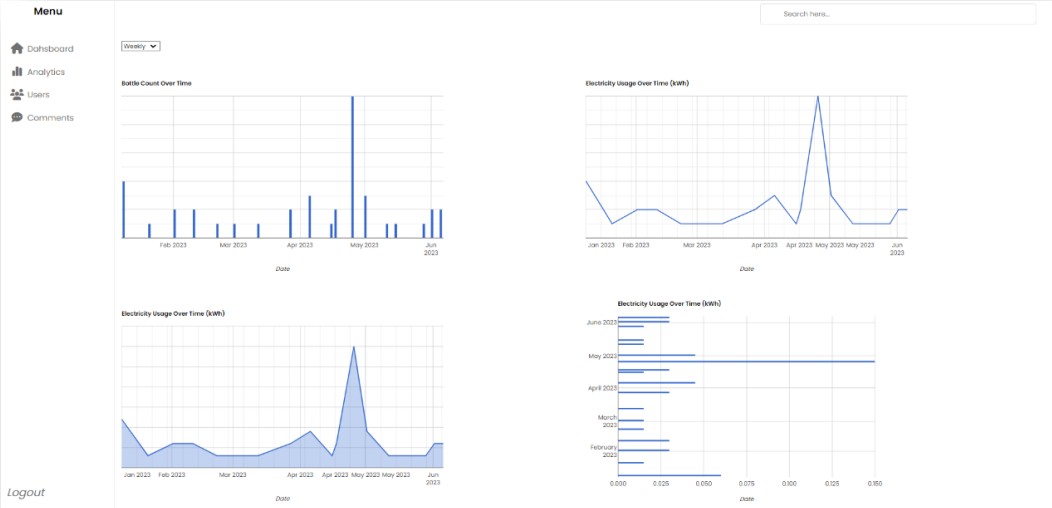 Menu
Search here...
Dahsboard
Analytics
Users
Comments
Logout
Weekly
Bottle Count Over Time
Feb 2023 Mar 2023 Apr 2023 May 2023 Jun
2023
Date
Electricity Usage Over Time (kWh)
Jan 2023 Feb 2023 Mar 2023 Apr 2023 Apr 2023 May 2023 May 2023 Jun
2023
Date
Electricity Usage Over Time (kWh)
Jan 2023 Feb 2023 Mar 2023 Apr 2023 Apr 2023 May 2023 May 2023 Jun
2023
Date
Electricity Usage Over Time (kWh)
June 2023
May 2023
April 2023
March
2023
February
2023
0.000 0.025 0.050 0.075 0.100 0.125 0.150
Date